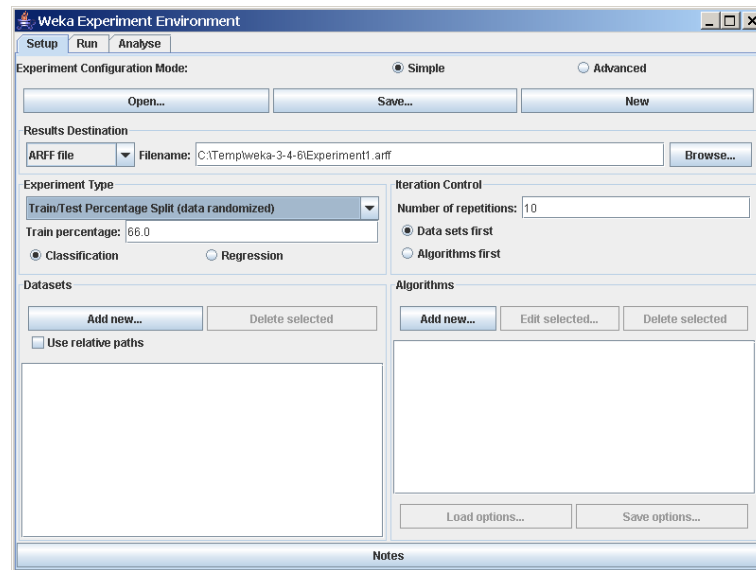 Weka Experiment Environment
Setup Run Analyse
Experiment Configuration Mode: Simple Advanced
Open... Save... New
Results Destination
ARFF file Filename: C:\Temp\weka-3-4-6\Experiment1.arff Browse...
Experiment Type
Train/Test Percentage Split (data randomized)
Train percentage: 66.0
Classification Regression
Iteration Control
Number of repetitions: 10
Data sets first
Algorithms first
Datasets
Add new... Delete selected
Use relative paths
Algorithms
Add new... Edit selected... Delete selected
Load options... Save options...
Notes